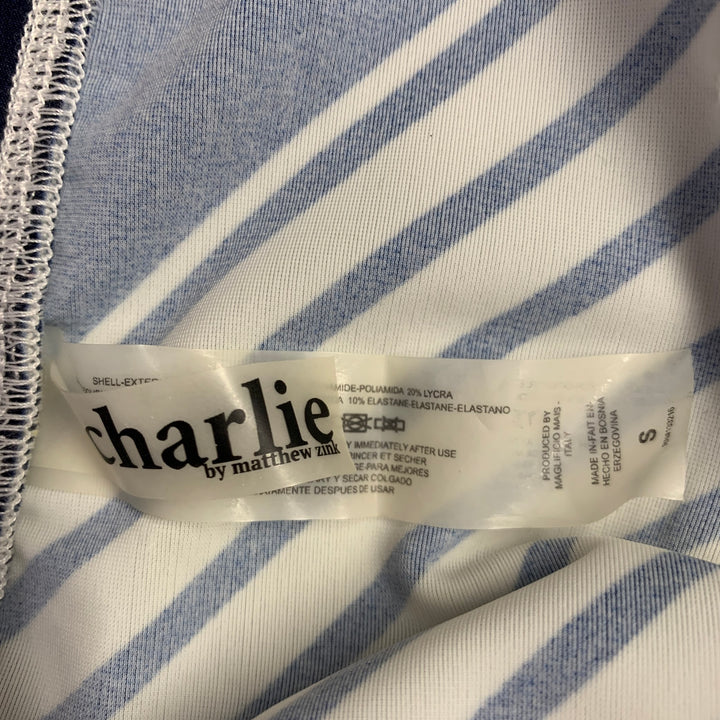 SHELL-EXTER
charlie
by matthew zink
MIDE-POLIAMIDA 20% LYCRA
A 10% ELASTANE-ELASTANE-ELASTANO
Y IMMEDIATELY AFTER USE
RINCER ET SECHER
GE-PARA MEJORES
Y SECAR COLGADO
TAMENTE DESPUES DE USAR
PRODUCED BY
MAGLIFICIO MAIS -
ITALY
MADE IN-FAIT EN
HECHO EN BOSNIA
ERZEGOVINA
S